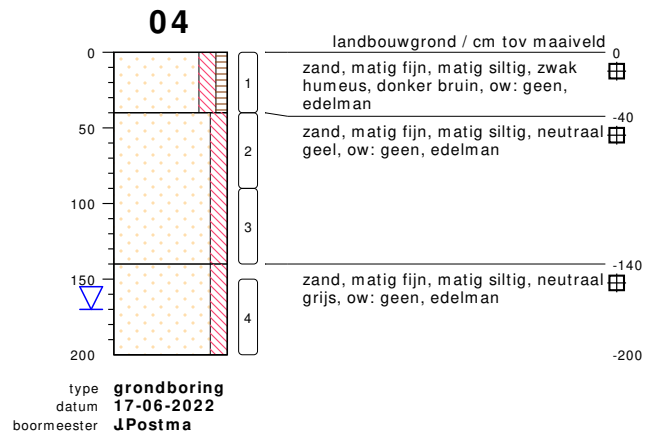 04
landbouwgrond / cm tov maaiveld
0
0
zand, matig fijn, matig siltig, zwak
humeus, donker bruin, ow: geen,
edelman
1
-40
50
zand, matig fijn, matig siltig, neutraal
geel, ow: geen, edelman
2
100
3
-140
150
zand, matig fijn, matig siltig, neutraal
grijs, ow: geen, edelman
4
200
-200
type grondboring
datum 17-06-2022
boormeester J.Postma